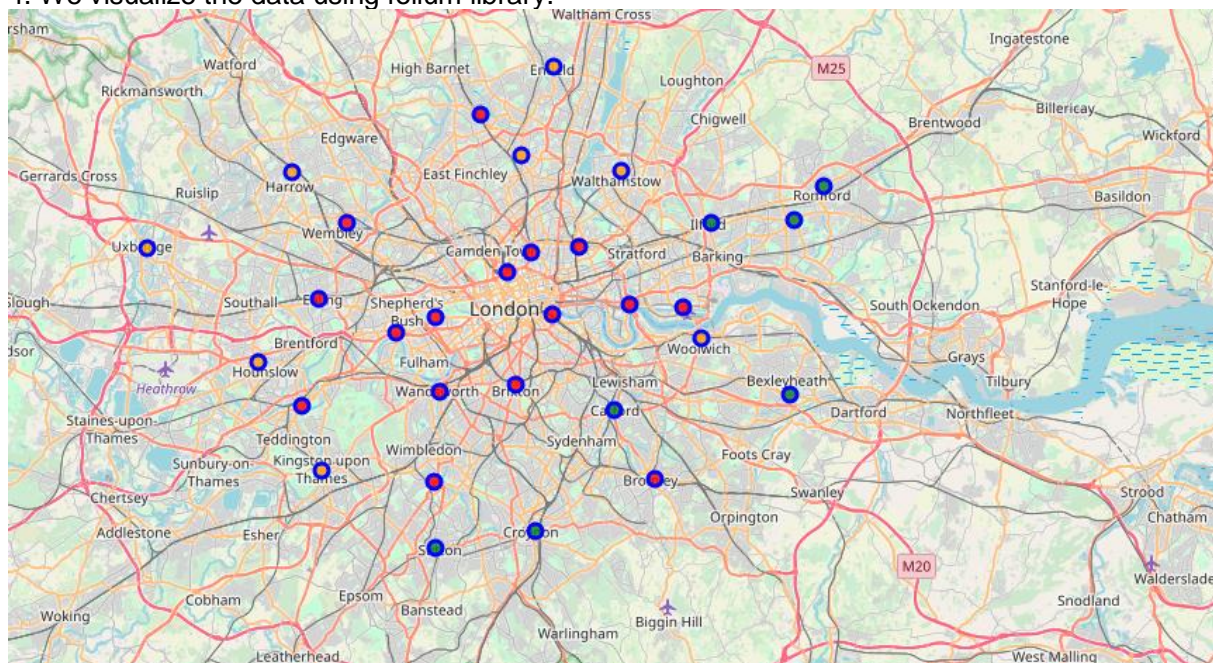 4. We visualize the data using folium library.
Waltham Cross
Ingatestone
Watford
High Barnet
Enfield
Loughton
M25
Rickmansworth
Billericay
Chigwell
Brentwood
Edgware
Wickford
Gerrards Cross
Ruislip
Harrow
East Finchley
Walthamstow
Romford
Basildon
Wembley
Ilford
Uxbridge
Camden Town
Stratford
Barking
Slough
Southall
Ealing
Shepherd's
Bush
London
South Ockendon
Stanford-le-
Hope
Brentford
Fulham
Woolwich
Grays
Hounslow
Heathrow
Tilbury
Wandsworth
Brixton
Lewisham
Bexleyheath
Catford
Dartford
Northfleet
Staines-upon-
Thames
Teddington
Wimbledon
Sydenham
Foots Cray
Sunbury-on-
Thames
Kingston upon
Thames
Chertsey
Bromley
Swanley
Strood
Addlestone
Esher
Orpington
Chatham
Croydon
Sutton
M20
Walderslade
Cobham
Epsom
Banstead
Biggin Hill
Snodland
Woking
Warlingham
Leatherhead
West Malling